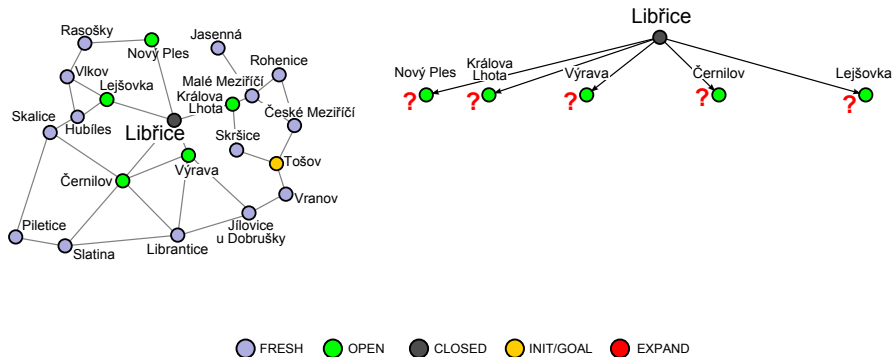 Rasošky
Nový Ples
Jasenná
Vlkov
Lejšovka
Malé Meziříčí
Rohenice
Králova
Lhota
Skalice
Hubíles
Libřice
České Meziříčí
Skršice
Tošov
Černilov
Výrava
Vranov
Piletice
Slatina
Librantice
Jílovice
u Dobrušky
Libřice
Nový Ples
Králova
Lhota
Výrava
Černilov
Lejšovka
?
?
?
?
?
FRESH
OPEN
CLOSED
INIT/GOAL
EXPAND